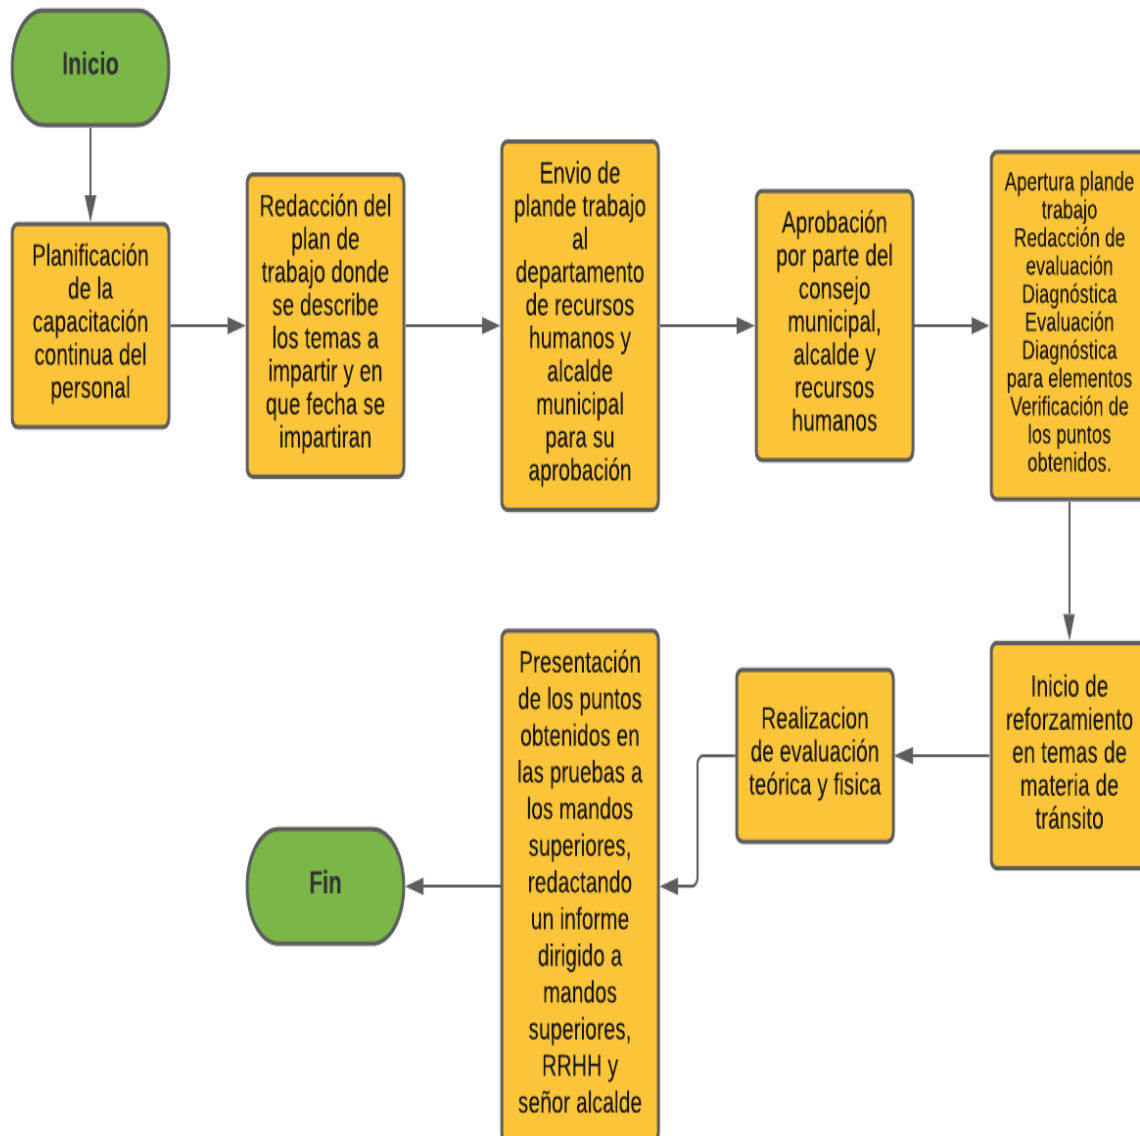 Inicio
Planificación
de la
capacitación
continua del
personal
Redacción del
plan de
trabajo donde
se describe
los temas a
impartir y en
que fecha se
impartiran
Envio de
plande trabajo
al
departamento
de recursos
humanos y
alcalde
municipal
para su
aprobación
Aprobación
por parte del
consejo
municipal,
alcalde y
recursos
humanos
Apertura plande
trabajo
Redacción de
evaluación
Diagnóstica
Evaluación
Diagnóstica
para elementos
Verificación de
los puntos
obtenidos.
Inicio de
reforzamiento
en temas de
materia de
tránsito
Realizacion
de evaluación
teórica y fisica
Presentación
de los puntos
obtenidos en
las pruebas a
los mandos
superiores,
redactando
un informe
dirigido a
mandos
superiores,
RRHH y
señor alcalde
Fin